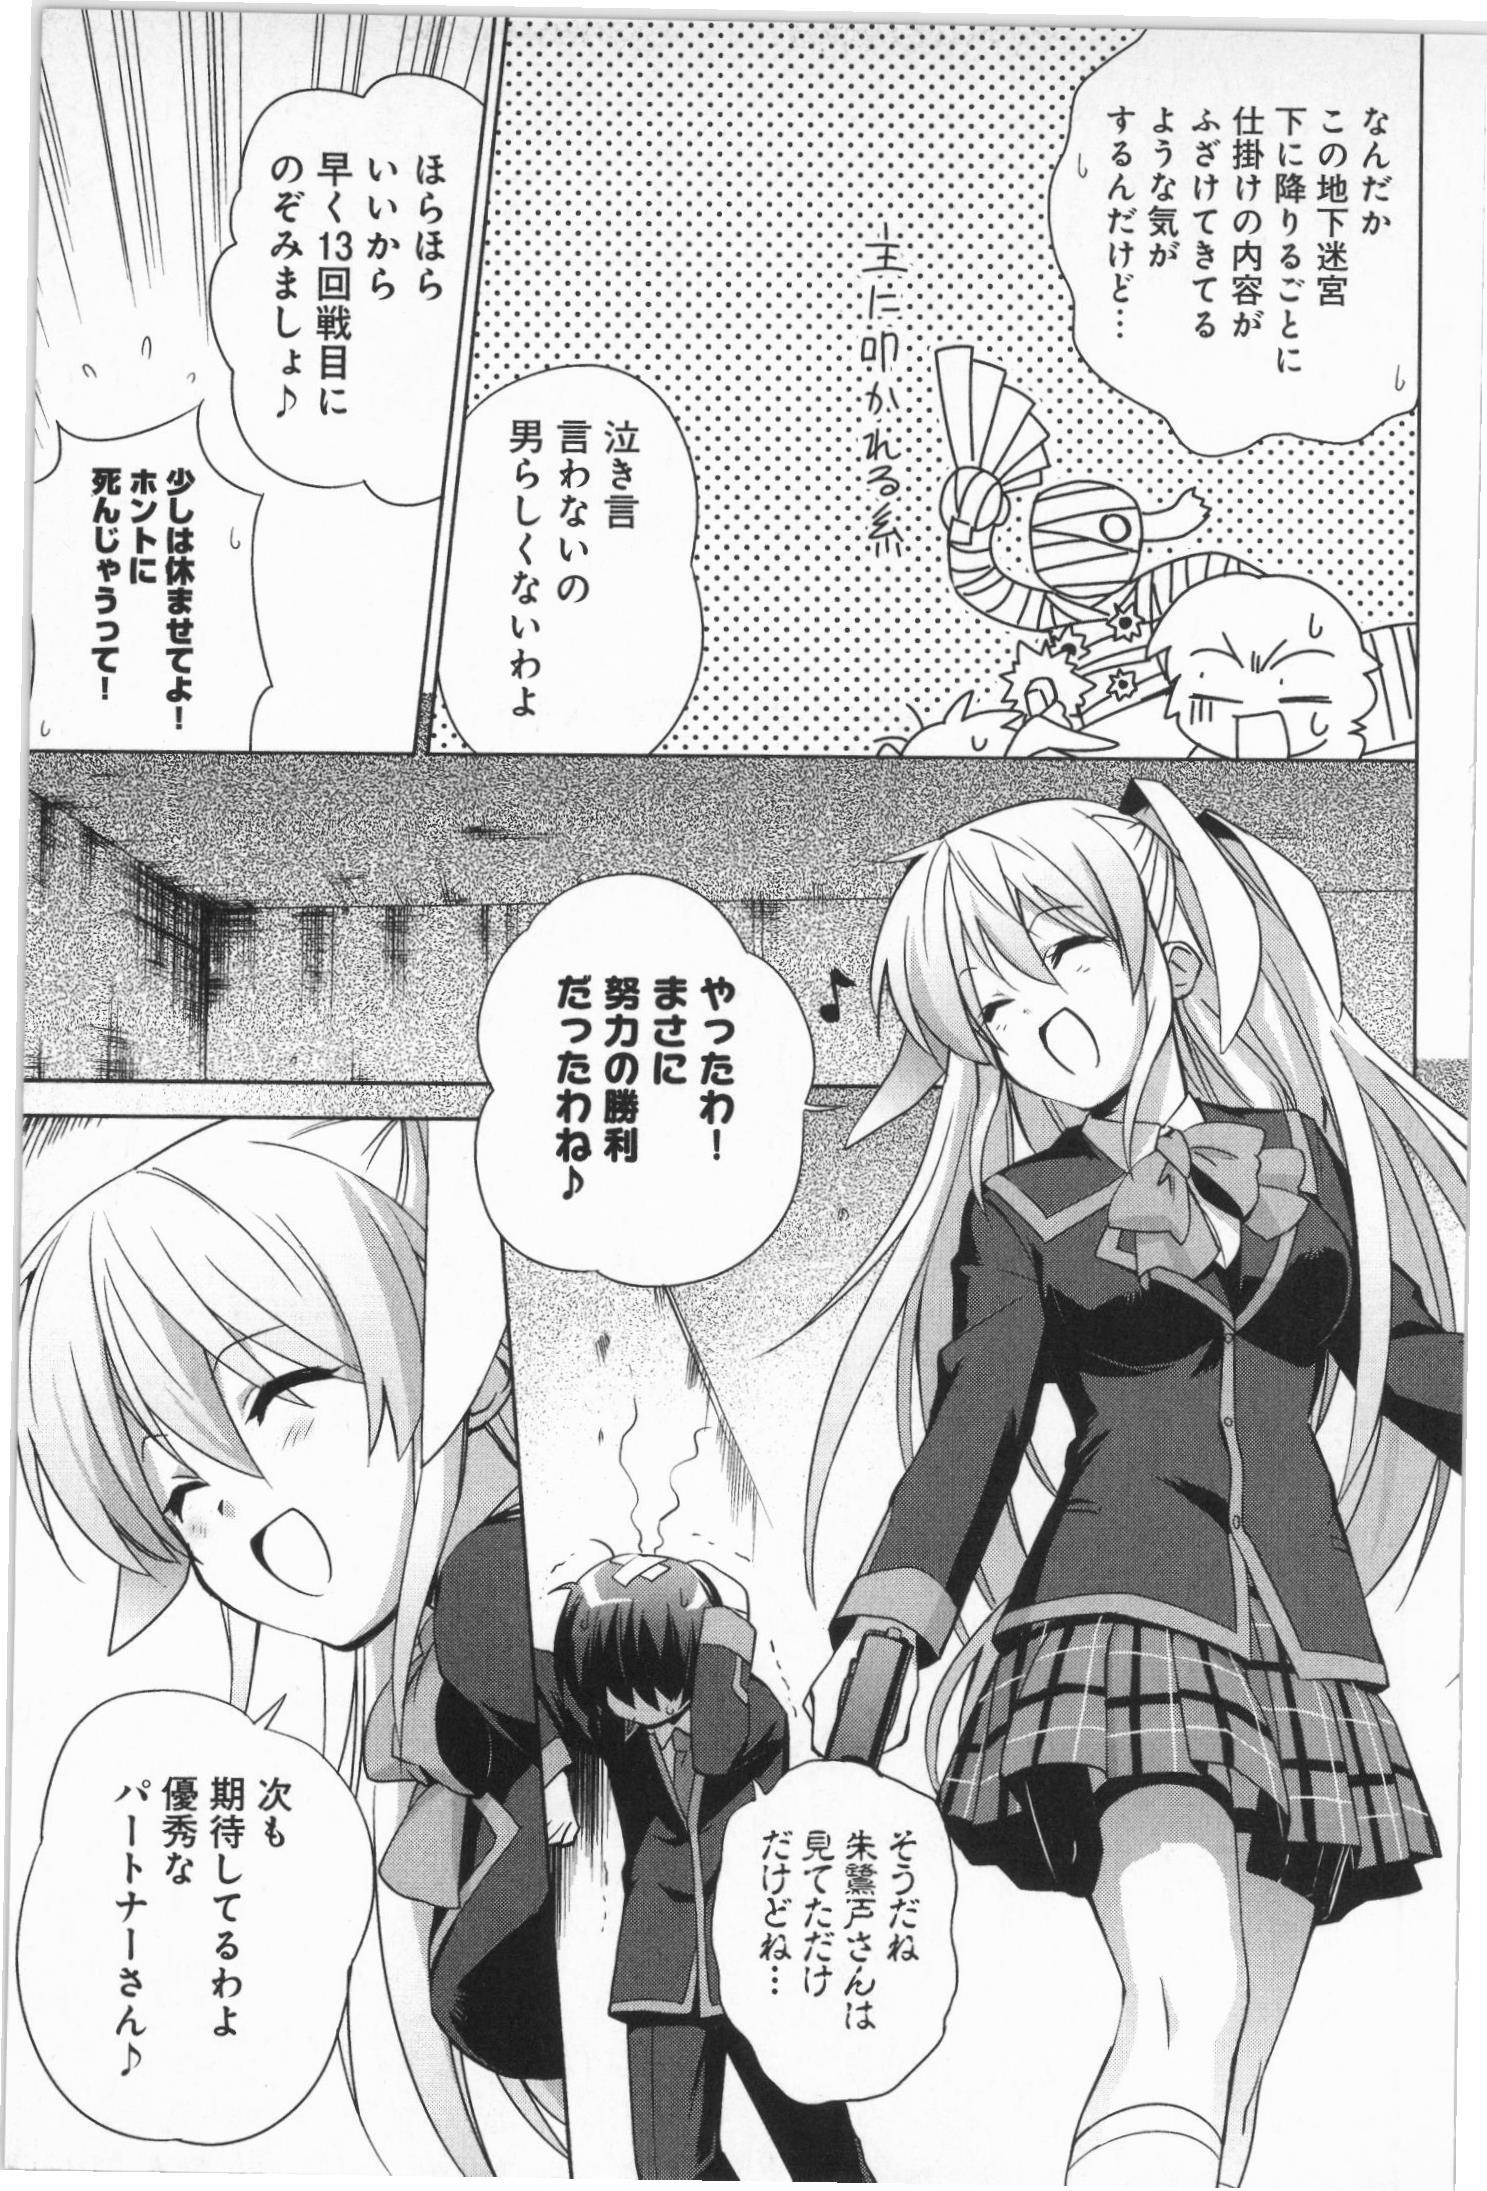 なんだか
この地下迷宮
下に降りるごとに
仕掛けの内容が
ふざけてきてる
ような気が
するんだけど…
主に叩かれる系
泣き言
言わないの
男らしくないわよ
ほらほら
いいから
早く13回戦目に
のぞみましょ♪
少しは休ませてよ！
ホントに
死んじゃうって！
やったわ！
まさに
努力の勝利
だったわね♪
そうだね
朱鷺戸さんは
見てただけ
だけどね…
次も
期待してるわよ
優秀な
パートナーさん♪